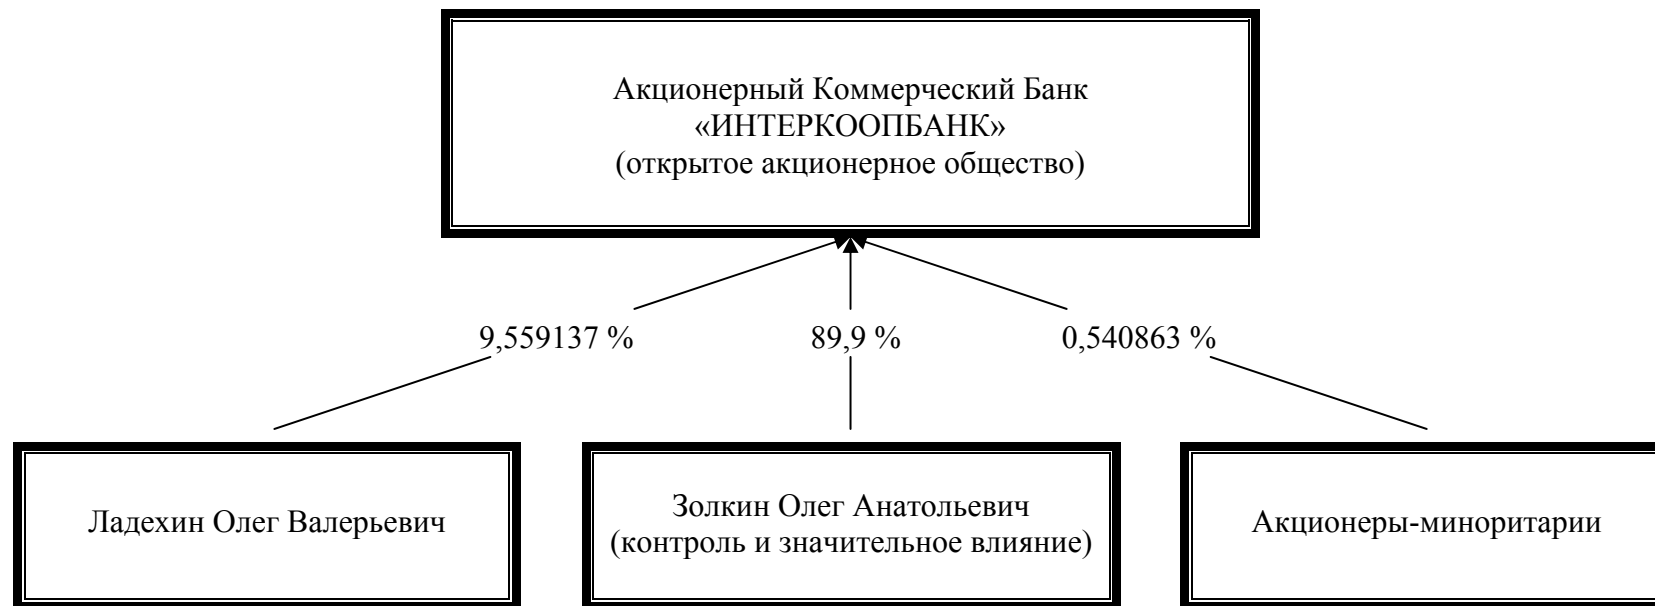 Акционерный Коммерческий Банк
«ИНТЕРКООПБАНК»
(открытое акционерное общество)
9,559137 %
89,9 %
0,540863 %
Ладехин Олег Валерьевич
Золкин Олег Анатольевич
(контроль и значительное влияние)
Акционеры-миноритарии